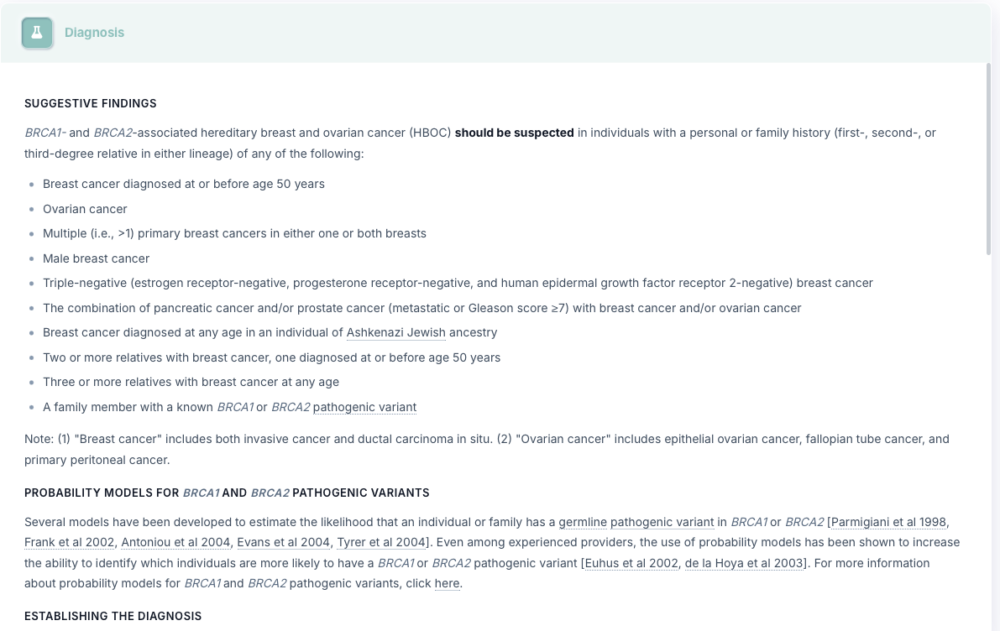 Diagnosis
SUGGESTIVE FINDINGS
BRCA1- and BRCA2-associated hereditary breast and ovarian cancer (HBOC) should be suspected in individuals with a personal or family history (first-, second-, or
third-degree relative in either lineage) of any of the following:
• Breast cancer diagnosed at or before age 50 years
• Ovarian cancer
• Multiple (i.e., >1) primary breast cancers in either one or both breasts
• Male breast cancer
• Triple-negative (estrogen receptor-negative, progesterone receptor-negative, and human epidermal growth factor receptor 2-negative) breast cancer
• The combination of pancreatic cancer and/or prostate cancer (metastatic or Gleason score ≥7) with breast cancer and/or ovarian cancer
• Breast cancer diagnosed at any age in an individual of Ashkenazi Jewish ancestry
• Two or more relatives with breast cancer, one diagnosed at or before age 50 years
• Three or more relatives with breast cancer at any age
• A family member with a known BRCA1 or BRCA2 pathogenic variant
Note: (1) "Breast cancer" includes both invasive cancer and ductal carcinoma in situ. (2) "Ovarian cancer" includes epithelial ovarian cancer, fallopian tube cancer, and
primary peritoneal cancer.
PROBABILITY MODELS FOR BRCA1 AND BRCA2 PATHOGENIC VARIANTS
Several models have been developed to estimate the likelihood that an individual or family has a germline pathogenic variant in BRCA1 or BRCA2 [Parmigiani et al 1998,
Frank et al 2002, Antoniou et al 2004, Evans et al 2004, Tyrer et al 2004]. Even among experienced providers, the use of probability models has been shown to increase
the ability to identify which individuals are more likely to have a BRCA1 or BRCA2 pathogenic variant [Euhus et al 2002, de la Hoya et al 2003]. For more information
about probability models for BRCA1 and BRCA2 pathogenic variants, click here.
ESTABLISHING THE DIAGNOSIS